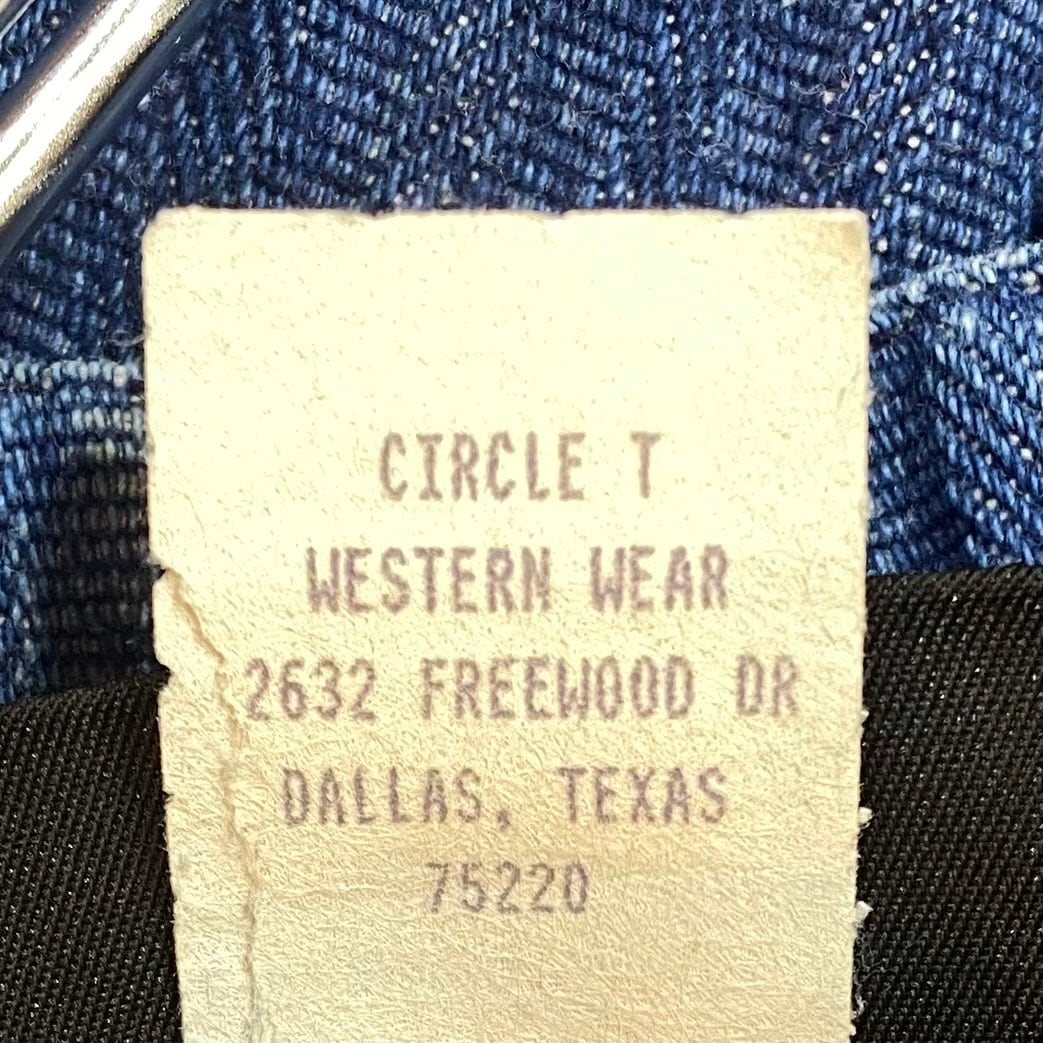 CIRCLE T
WESTERN WEAR
2632 FREEWOOD DR
DALLAS, TEXAS
75220